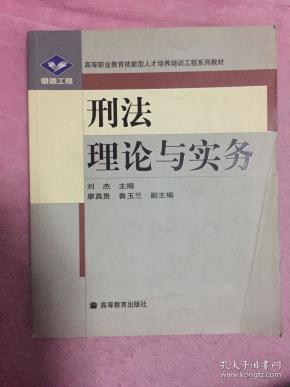 高等职业教育技能型人才培养培训工程系列教材
银领工程
刑法
理论与实务
刘 杰 主编
廖真贵 鲁玉兰 副主编
高等教育出版社
孔夫子旧书网